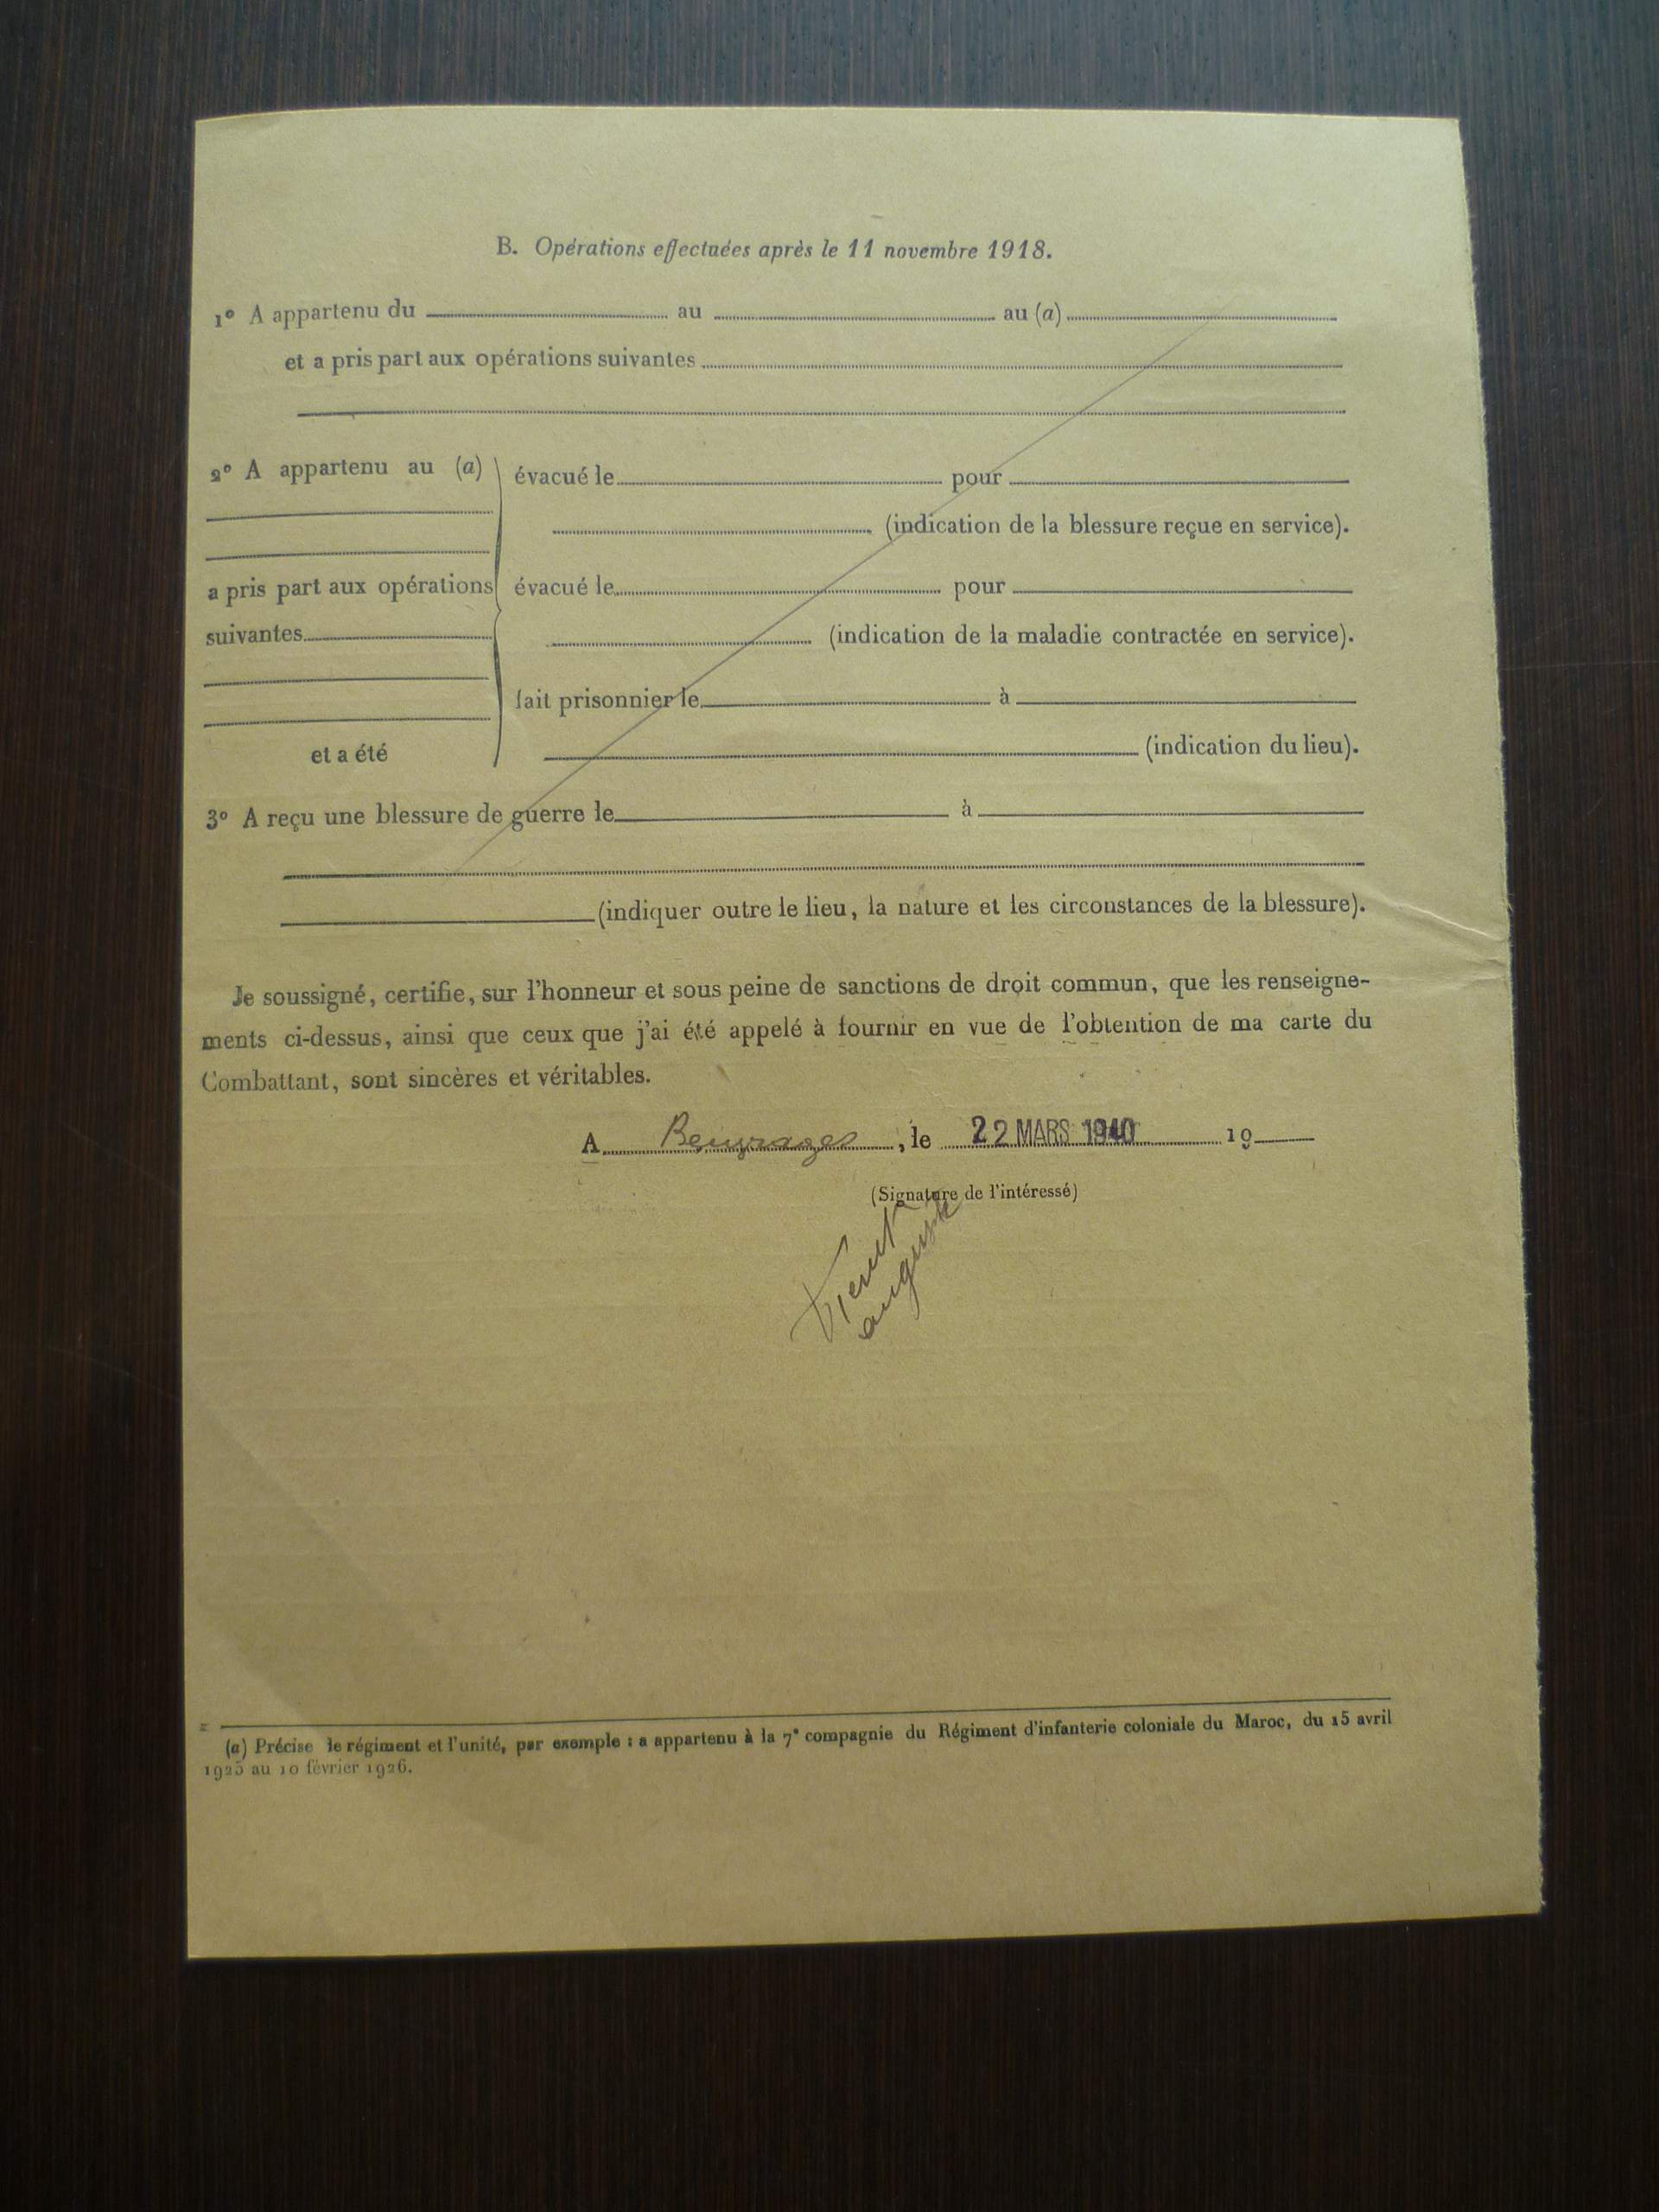 B. Opérations effectuées après le 11 novembre 1918.
1º A appartenu du au au (a)
et a pris part aux opérations suivantes
2º A appartenu au (a)
évacué le pour
(indication de la blessure reçue en service).
a pris part aux opérations
évacué le pour
suivantes
(indication de la maladie contractée en service).
fait prisonnier le à
et a été
(indication du lieu).
3º A reçu une blessure de guerre le à
(indiquer outre le lieu, la nature et les circonstances de la blessure).
Je soussigné, certifie, sur l'honneur et sous peine de sanctions de droit commun, que les renseigne-
ments ci-dessus, ainsi que ceux que j'ai été appelé à fournir en vue de l'obtention de ma carte du
Combattant, sont sincères et véritables.
A Beuvrages, le 22 MARS 1940 19
(Signature de l'intéressé)
auguste
(a) Précise le régiment et l'unité, par exemple : a appartenu à la 7e compagnie du Régiment d'infanterie coloniale du Maroc, du 15 avril
1925 au 10 février 1926.